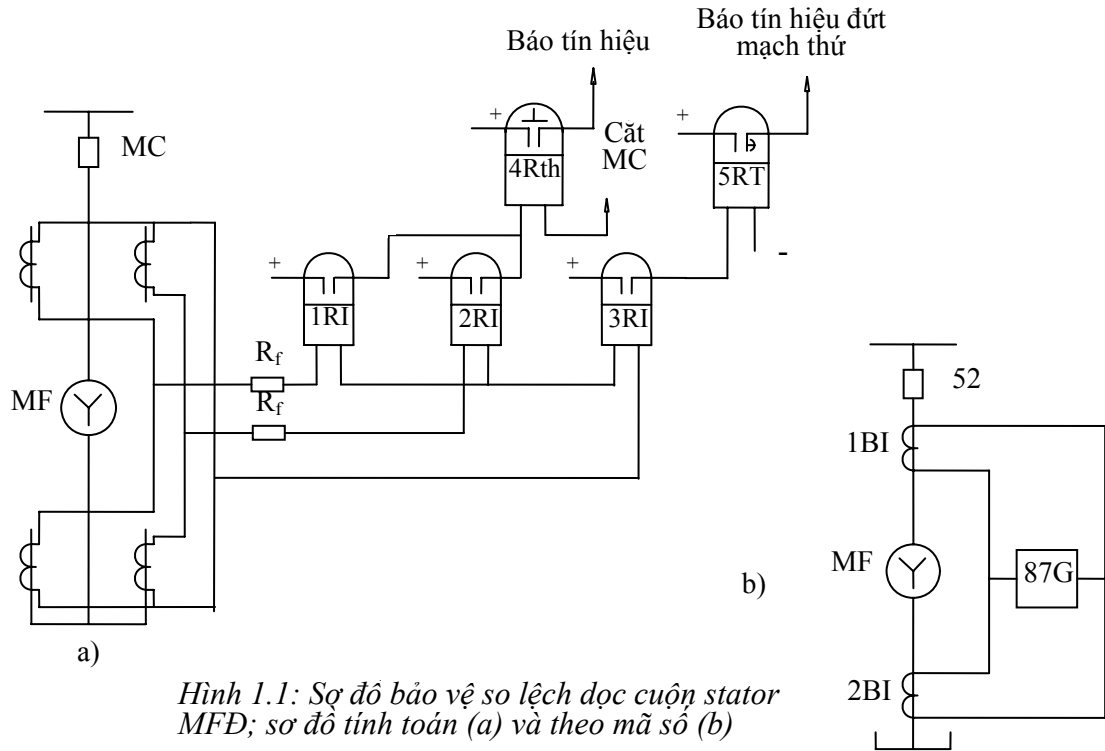 Báo tín hiệu
Báo tín hiệu đứt
mạch thứ
+
+
MC
4Rth
Cắt
MC
5RT
-
+
+
+
1RI
2RI
3RI
Rf
MF
Rf
52
1BI
MF
87G
b)
a)
2BI
Hình 1.1: Sơ đồ bảo vệ so lệch dọc cuộn stator
MFĐ; sơ đồ tính toán (a) và theo mã số (b)